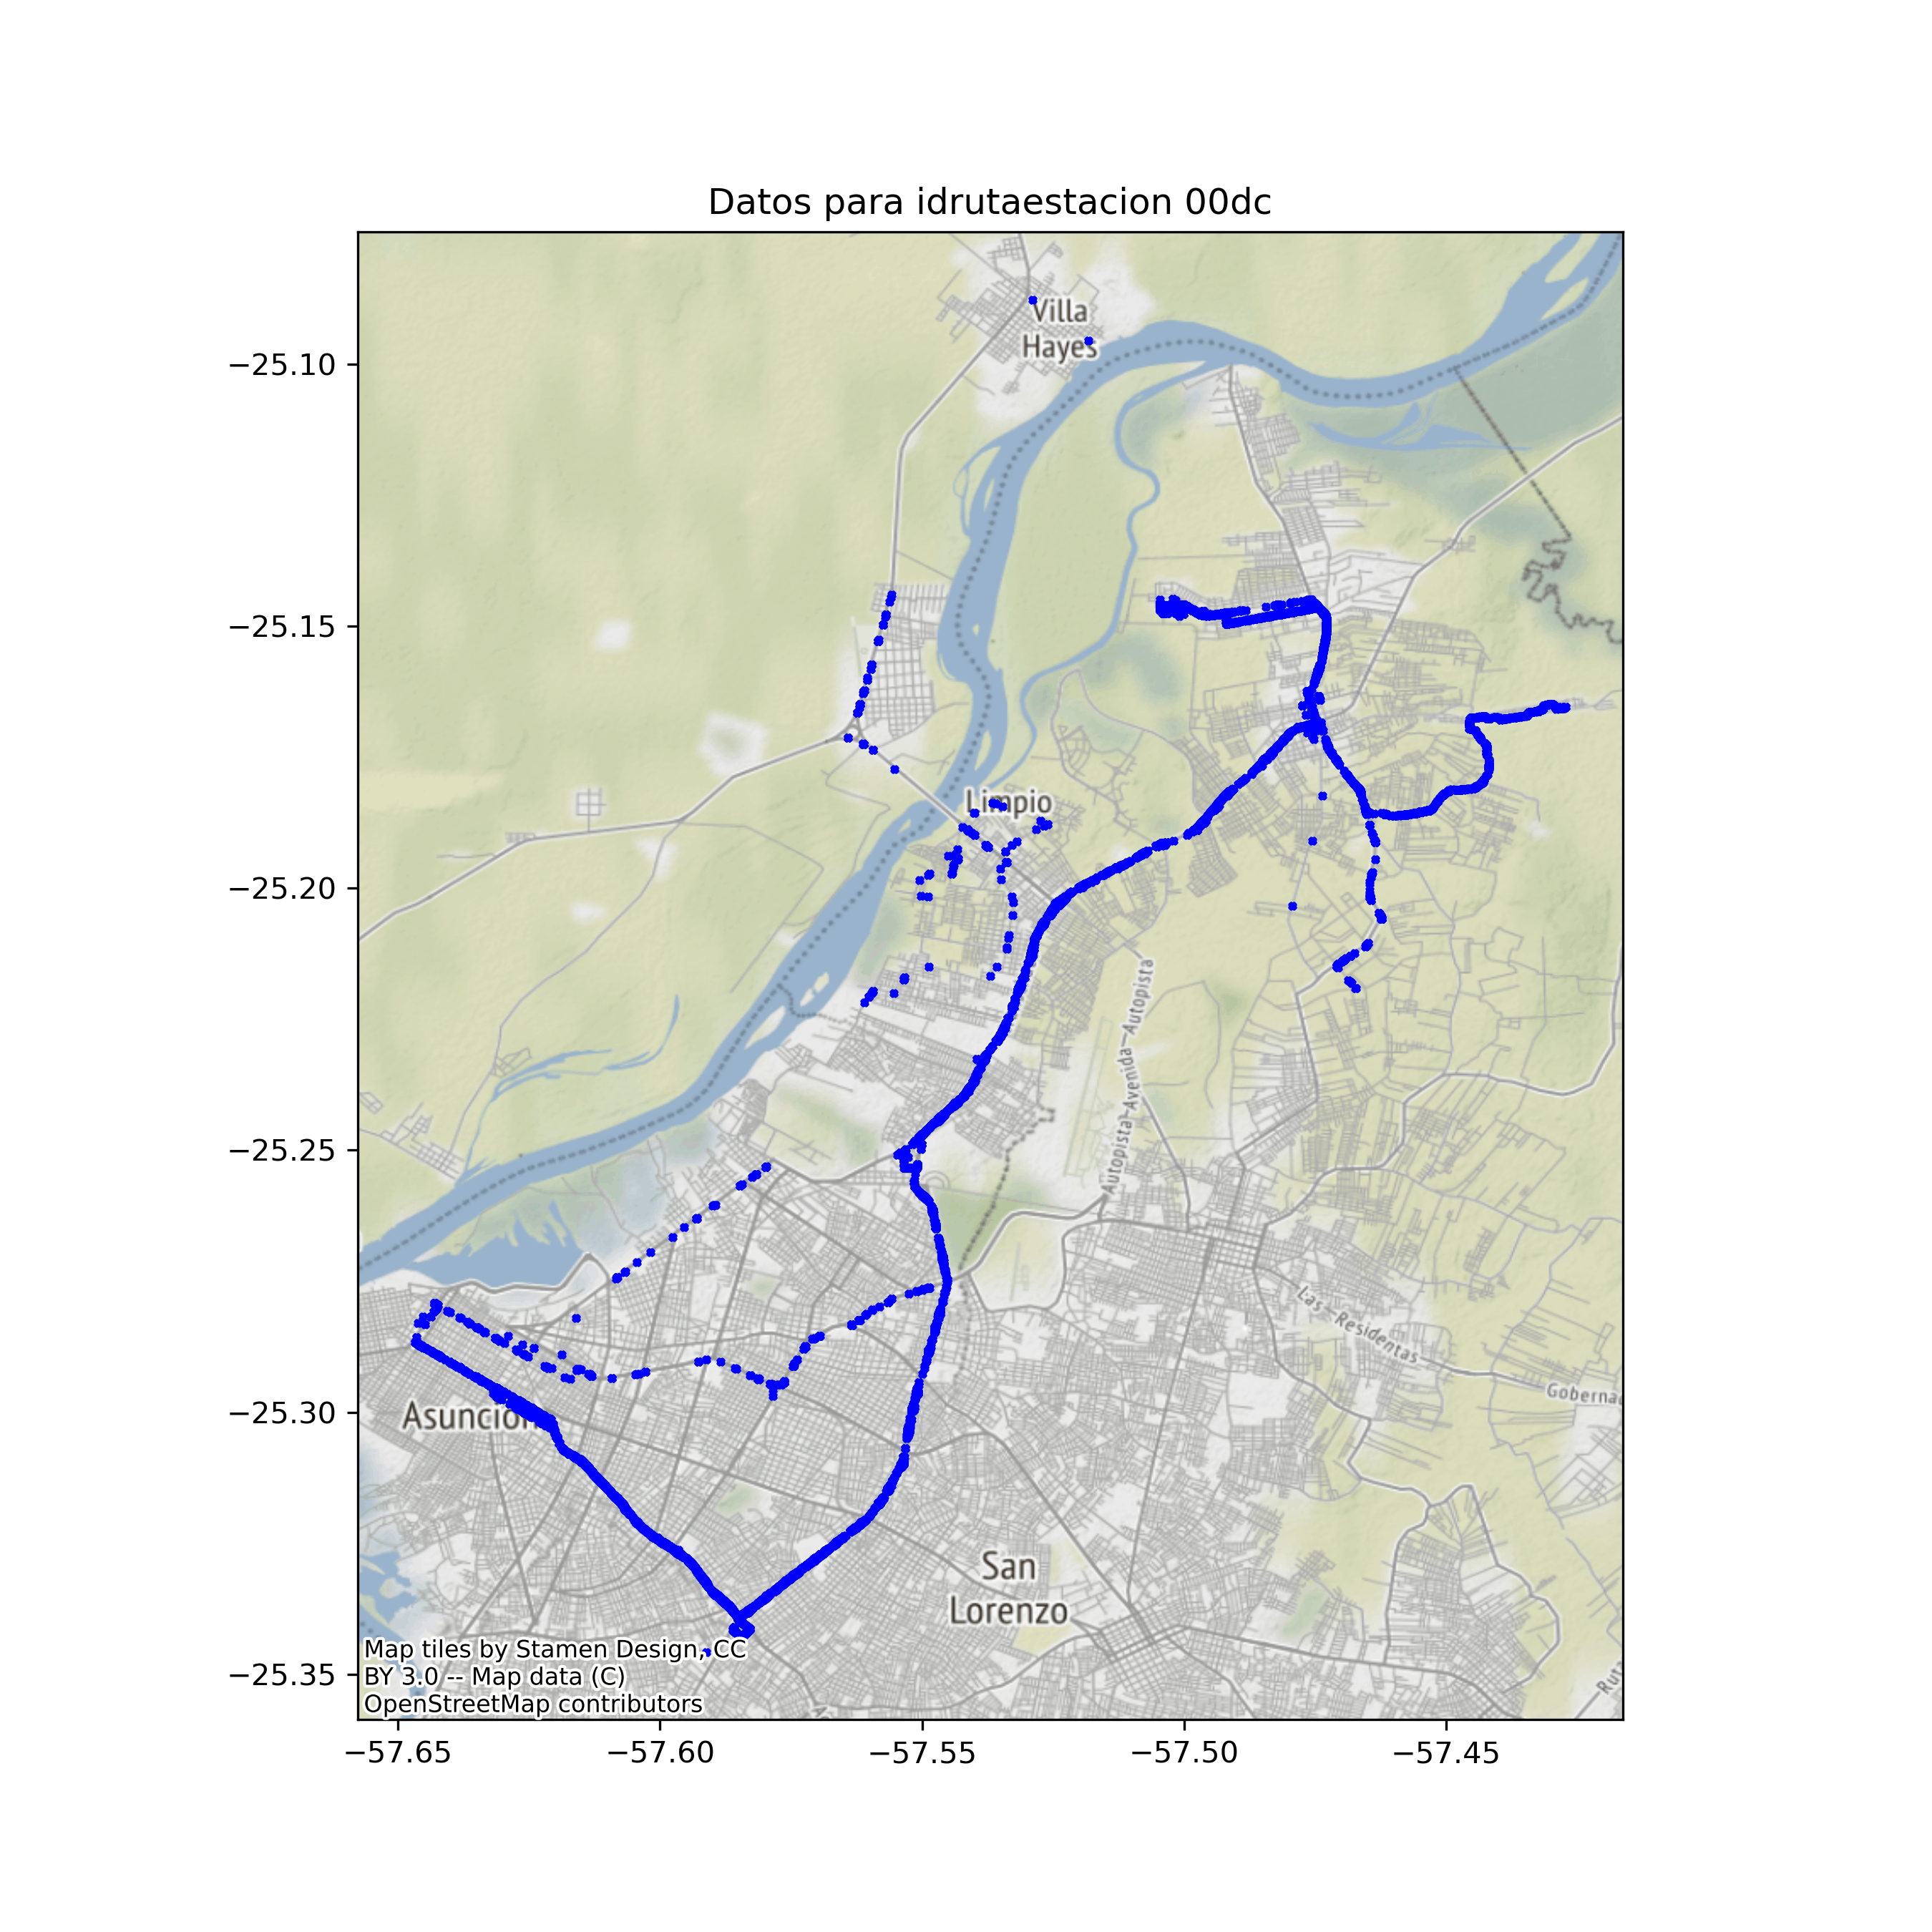 Datos para idrutaestacion 00dc
Villa
Hayes
−25.10
−25.15
Limpio
−25.20
Autopista-Avenida-Autopista
−25.25
Las-Residentas
Goberna
−25.30
Asunción
San
Lorenzo
Map tiles by Stamen Design, CC
BY 3.0 -- Map data (C)
OpenStreetMap contributors
−25.35
Ruta
−57.65
−57.60
−57.55
−57.50
−57.45